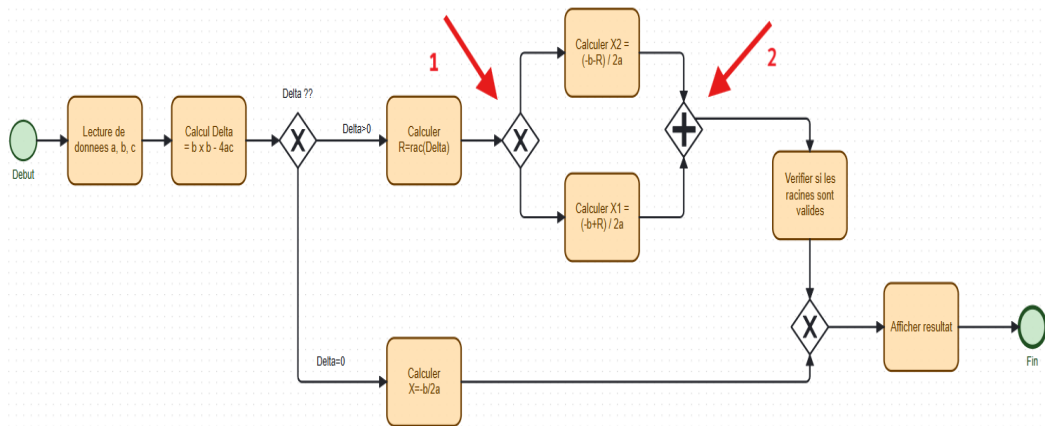 1
2
Debut
Lecture de
donnees a, b, c
Calcul Delta
= b x b - 4ac
Delta ??
X
Delta>0
Calculer
R=rac(Delta)
X
Calculer X2 =
(-b-R) / 2a
Calculer X1 =
(-b+R) / 2a
+
Verifier si les
racines sont
valides
Delta=0
Calculer
X=-b/2a
X
Afficher resultat
Fin